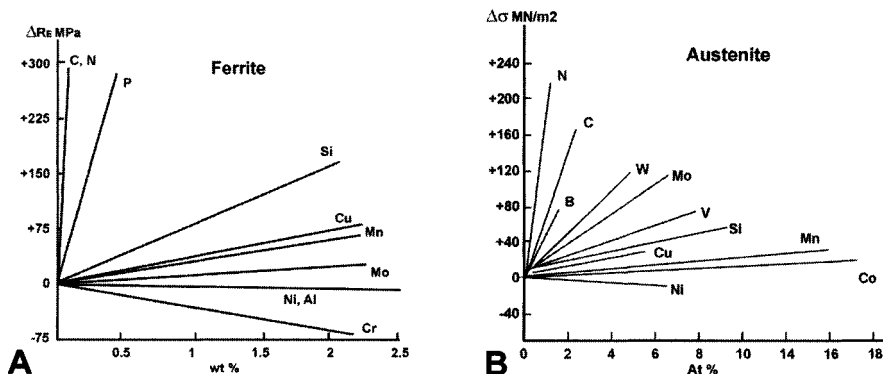 ΔRE MPa
+300
+225
+150
+75
0
-75
C, N
P
Ferrite
Si
Cu
Mn
Mo
Ni, Al
Cr
0.5
1
1.5
2
2.5
wt %
A
Δσ MN/m2
+240
+200
+160
+120
+80
+40
0
-40
Austenite
N
C
W
Mo
B
V
Si
Cu
Mn
Co
Ni
0
2
4
6
8
10
12
14
16
18
At %
B